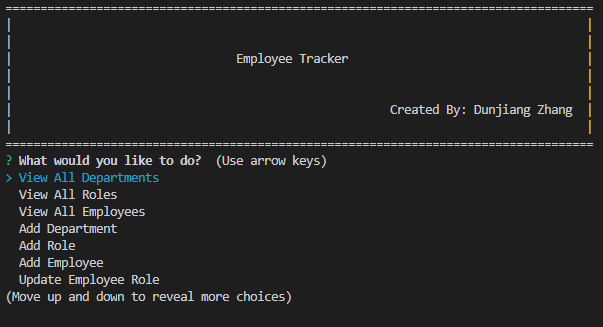 Employee Tracker
Created By: Dunjiang Zhang
? What would you like to do? (Use arrow keys)
> View All Departments
View All Roles
View All Employees
Add Department
Add Role
Add Employee
Update Employee Role
(Move up and down to reveal more choices)